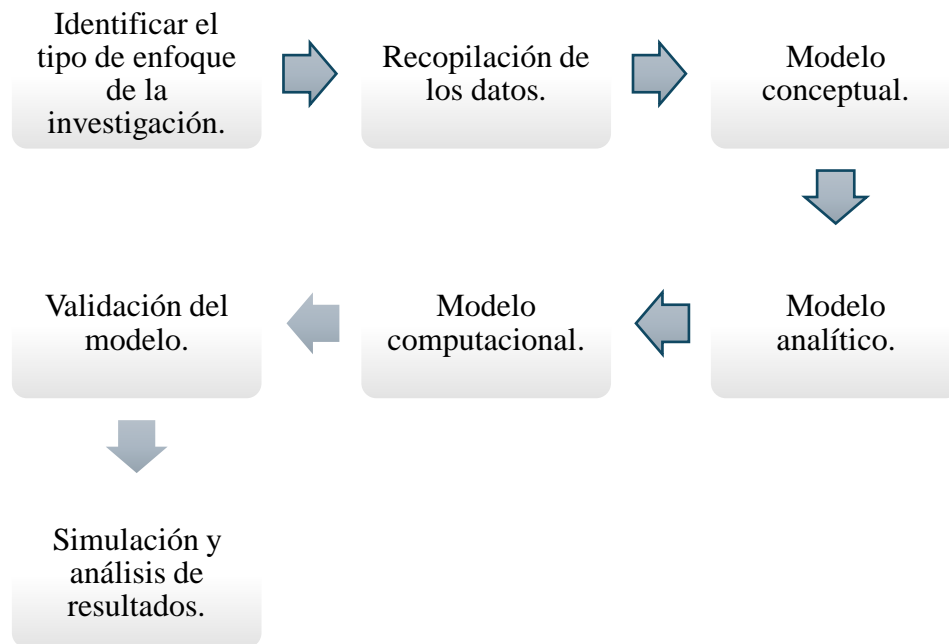 Identificar el
tipo de enfoque
de la
investigación.
Recopilación de
los datos.
Modelo
conceptual.
Modelo
analítico.
Modelo
computacional.
Validación del
modelo.
Simulación y
análisis de
resultados.